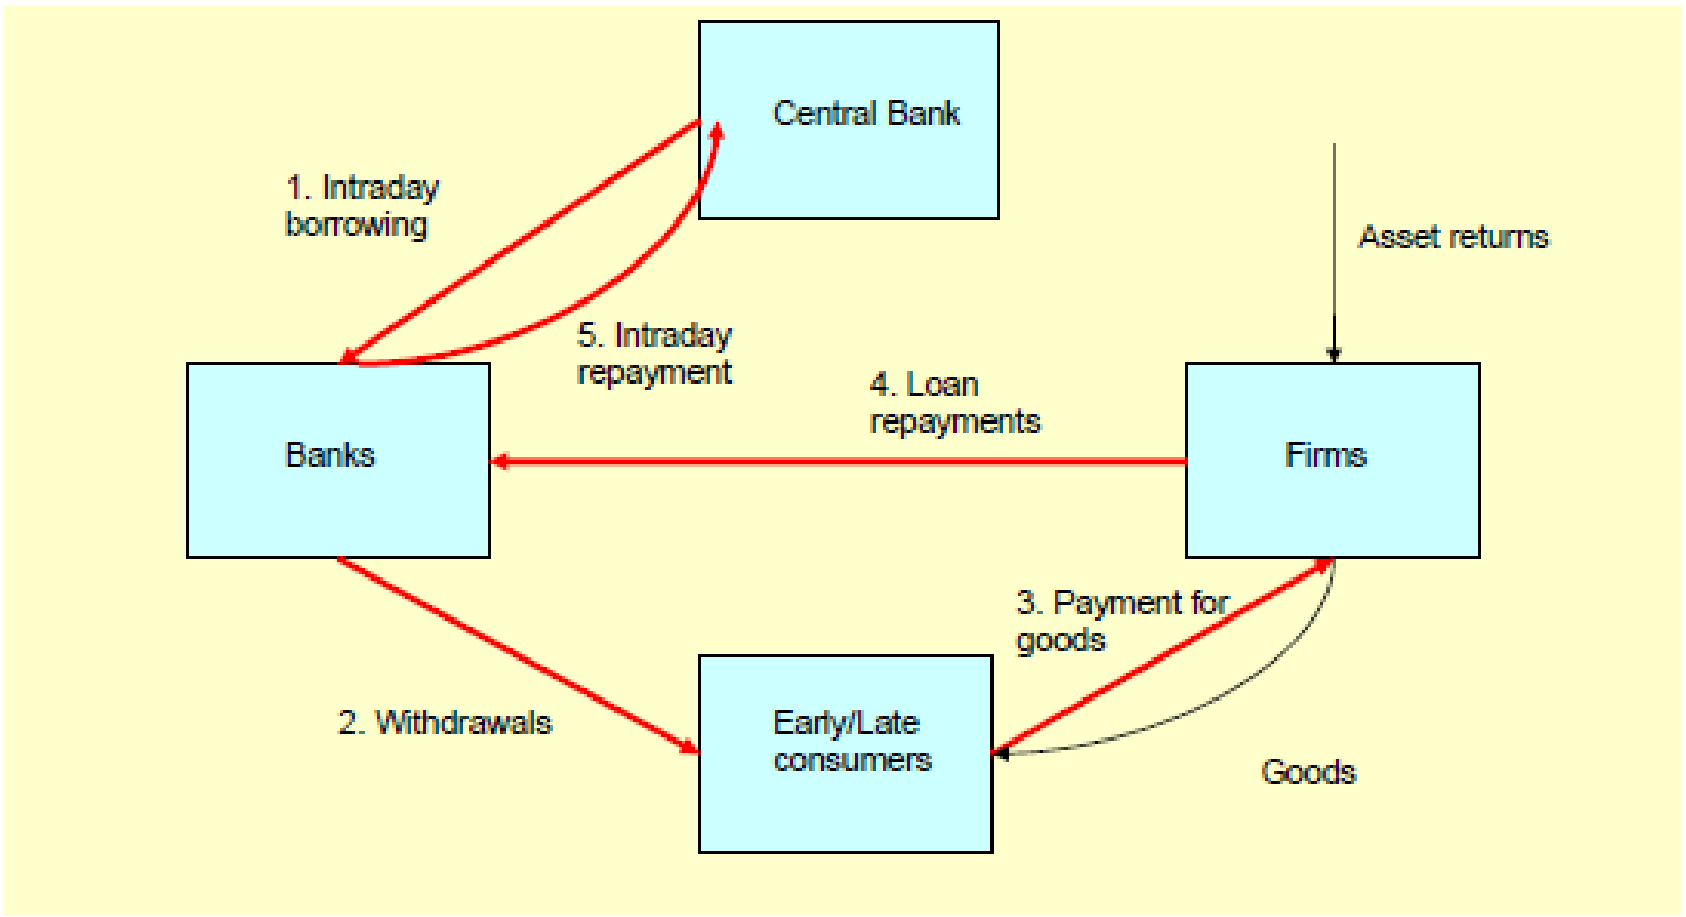 Central Bank
1. Intraday
borrowing
Asset returns
5. Intraday
repayment
4. Loan
repayments
Banks
Firms
3. Payment for
goods
2. Withdrawals
Early/Late
consumers
Goods